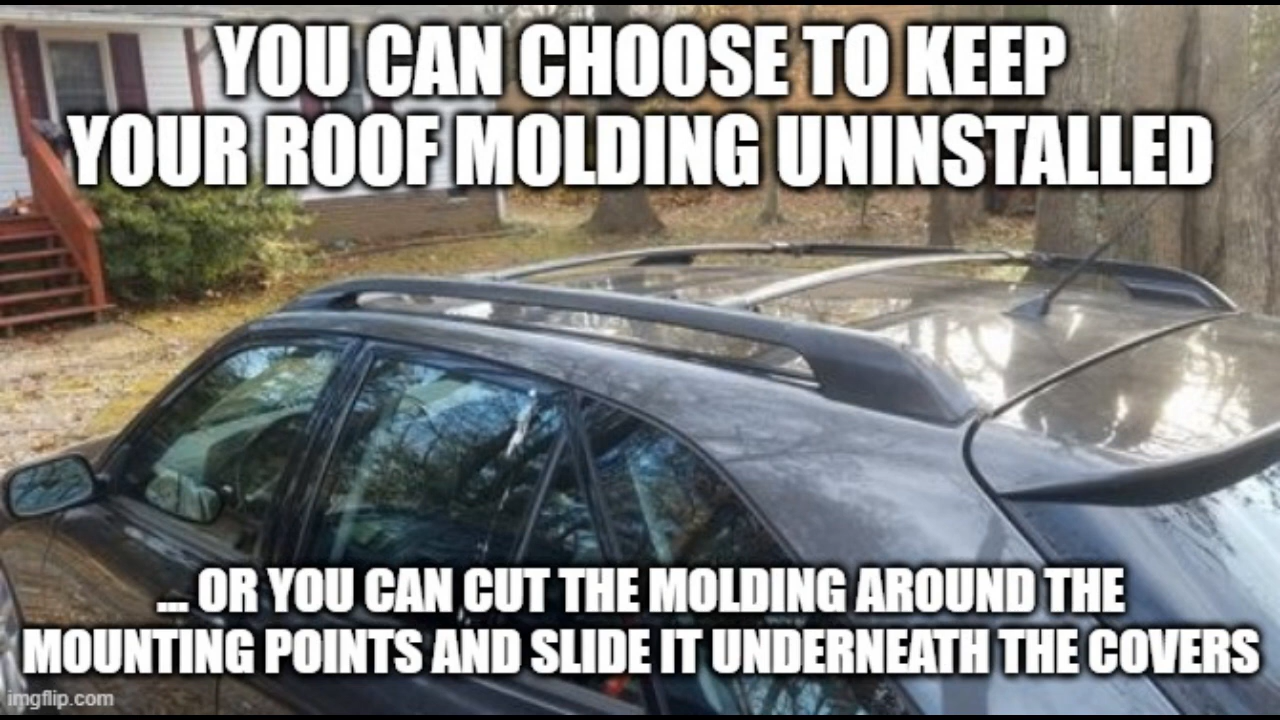 YOU CAN CHOOSE TO KEEP
YOUR ROOF MOLDING UNINSTALLED
... OR YOU CAN CUT THE MOLDING AROUND THE
MOUNTING POINTS AND SLIDE IT UNDERNEATH THE COVERS
imgflip.com